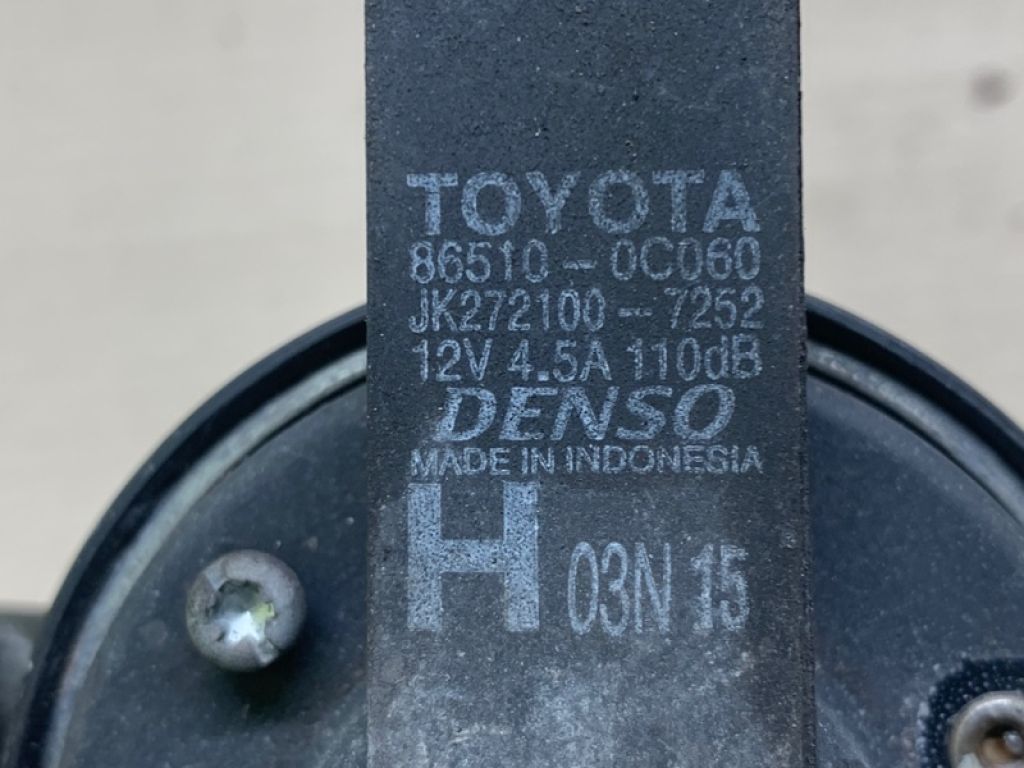 TOYOTA
86510-0C060
JK272100-7252
12V 4.5A 110dB
DENSO
MADE IN INDONESIA
H 03N 15